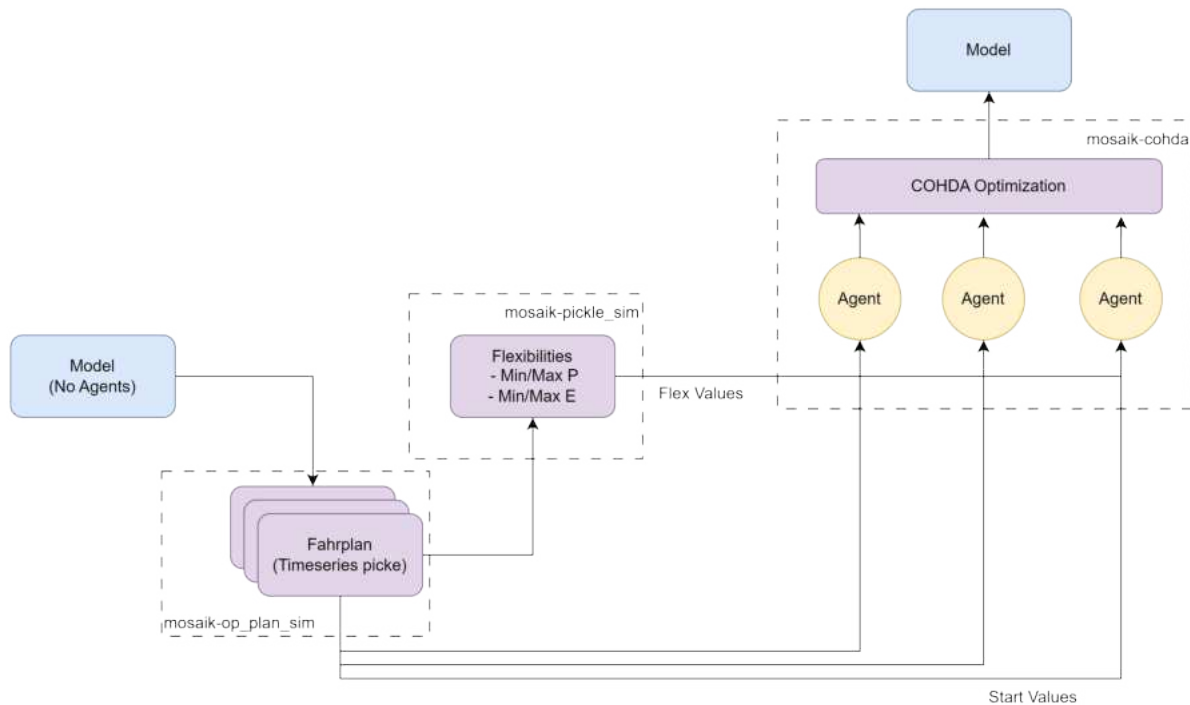 Model
mosaik-cohda
COHDA Optimization
Agent
Agent
Agent
mosaik-pickle_sim
Flexibilities
- Min/Max P
- Min/Max E
Flex Values
Model
(No Agents)
Fahrplan
(Timeseries picke)
mosaik-op_plan_sim
Start Values